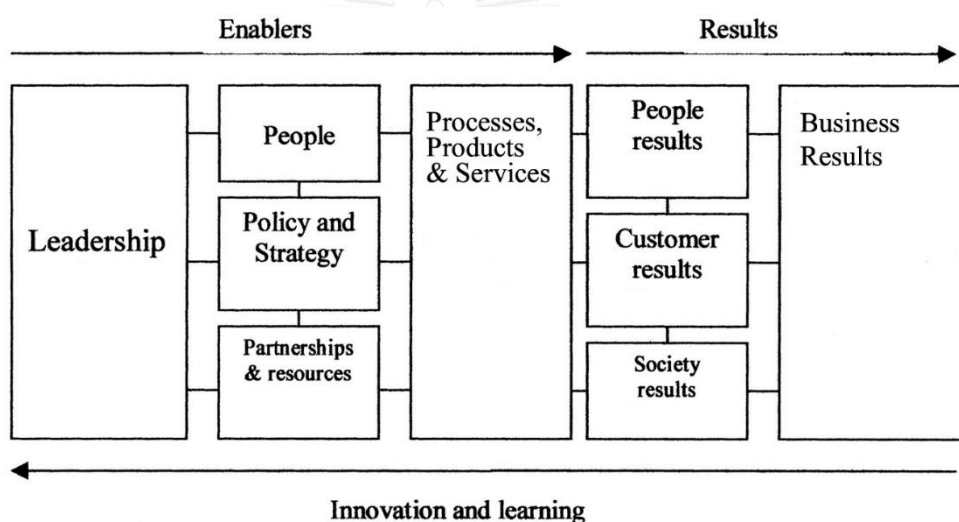 Enablers
Results
Leadership
People
Policy and
Strategy
Partnerships
& resources
Processes,
Products
& Services
People
results
Customer
results
Society
results
Business
Results
Innovation and learning